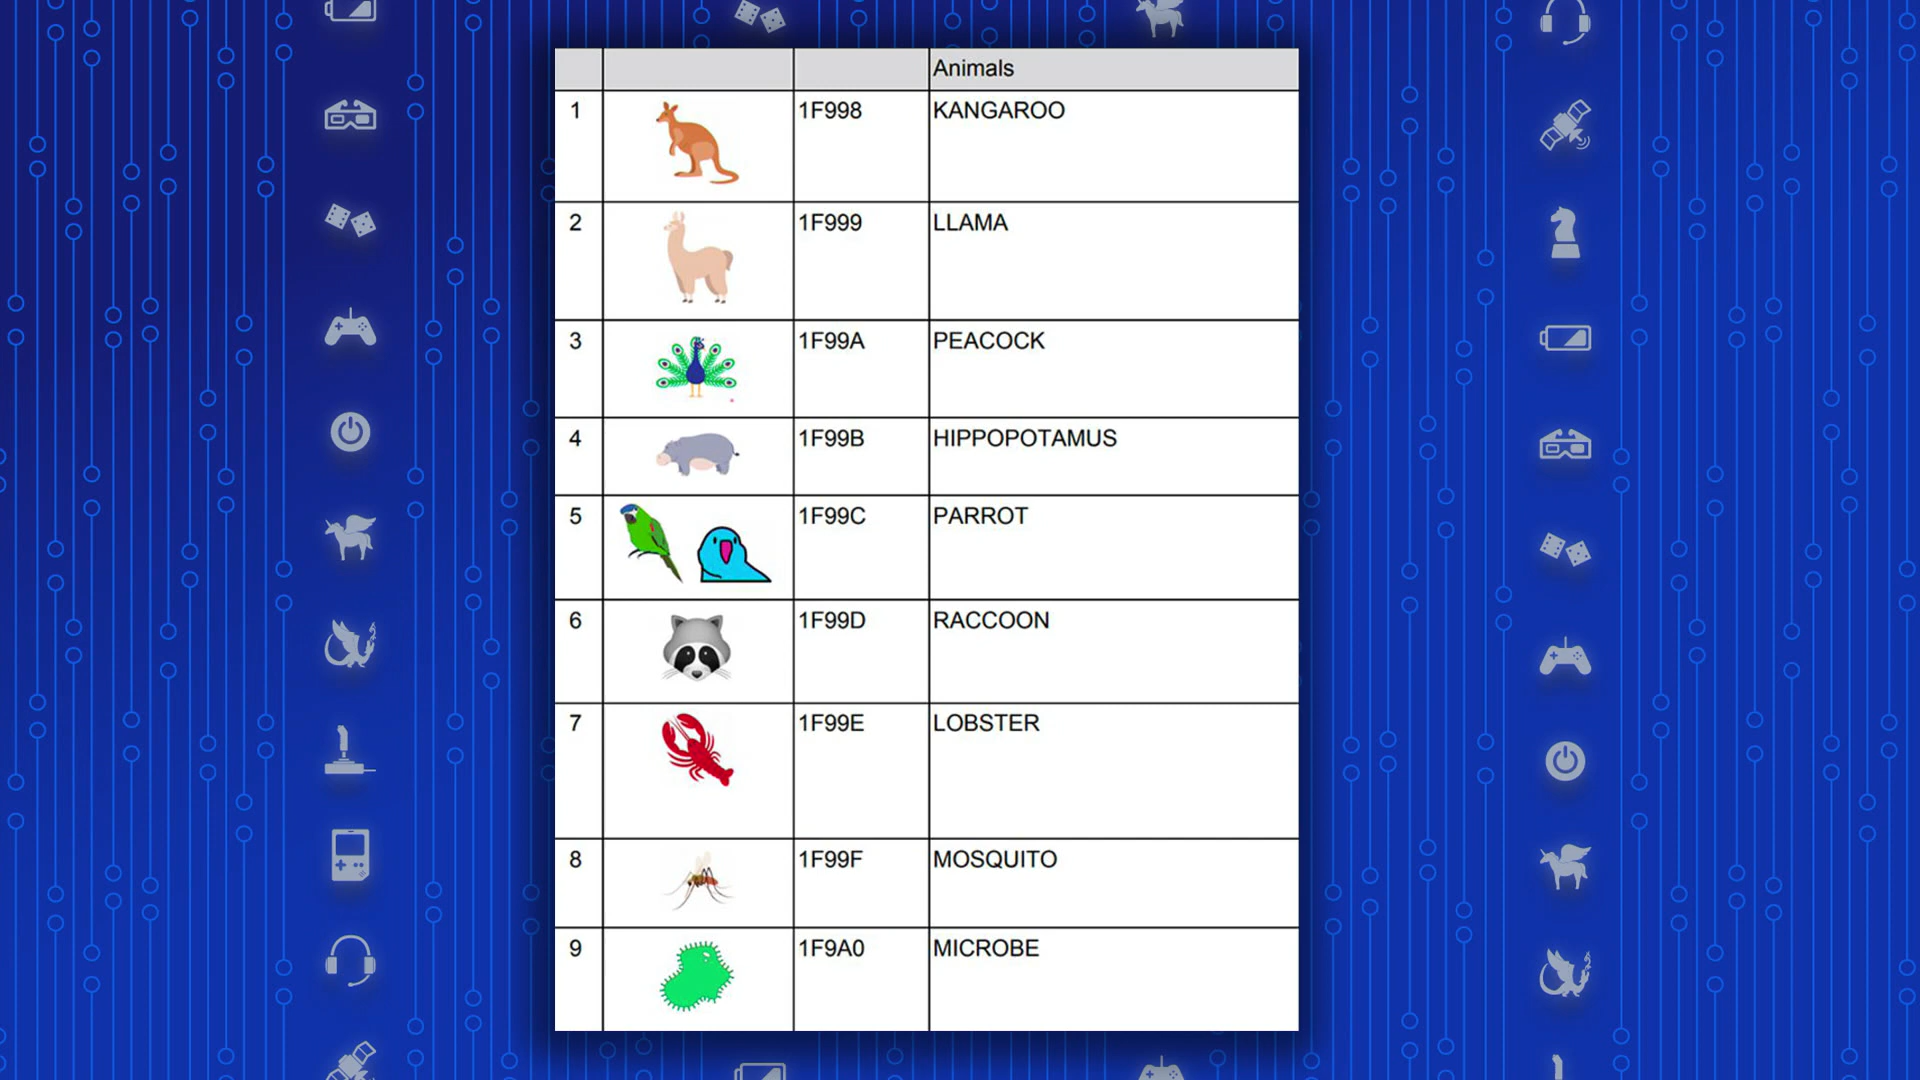 Animals
1 1F998 KANGAROO
2 1F999 LLAMA
3 1F99A PEACOCK
4 1F99B HIPPOPOTAMUS
5 1F99C PARROT
6 1F99D RACCOON
7 1F99E LOBSTER
8 1F99F MOSQUITO
9 1F9A0 MICROBE